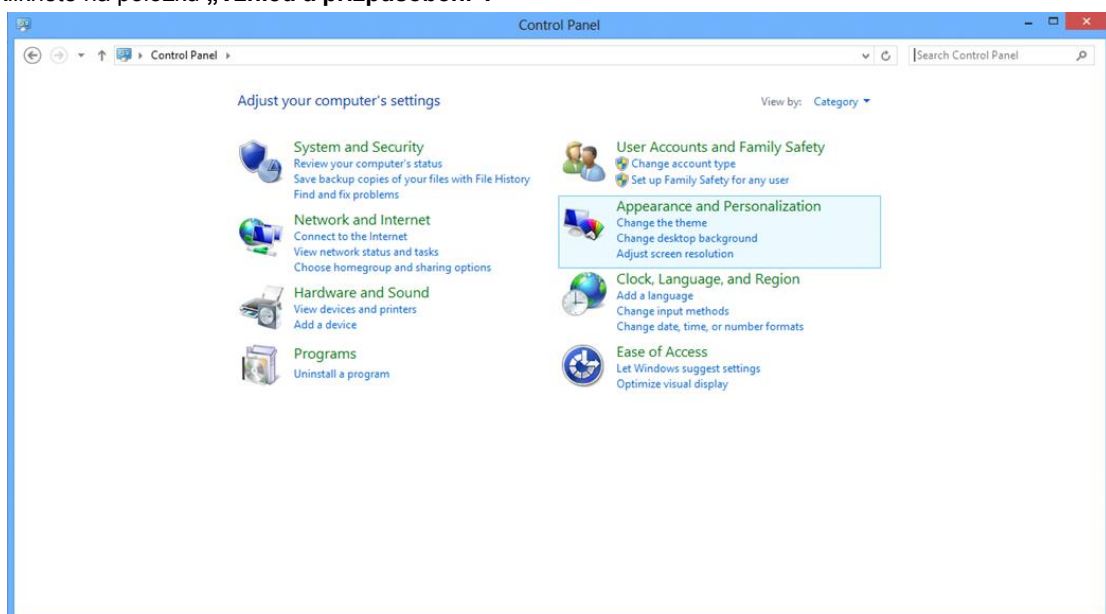 Control Panel
Control Panel
Search Control Panel
Adjust your computer's settings
View by: Category
System and Security
Review your computer's status
Save backup copies of your files with File History
Find and fix problems
Network and Internet
Connect to the Internet
View network status and tasks
Choose homegroup and sharing options
Hardware and Sound
View devices and printers
Add a device
Programs
Uninstall a program
User Accounts and Family Safety
Change account type
Set up Family Safety for any user
Appearance and Personalization
Change the theme
Change desktop background
Adjust screen resolution
Clock, Language, and Region
Add a language
Change input methods
Change date, time, or number formats
Ease of Access
Let Windows suggest settings
Optimize visual display